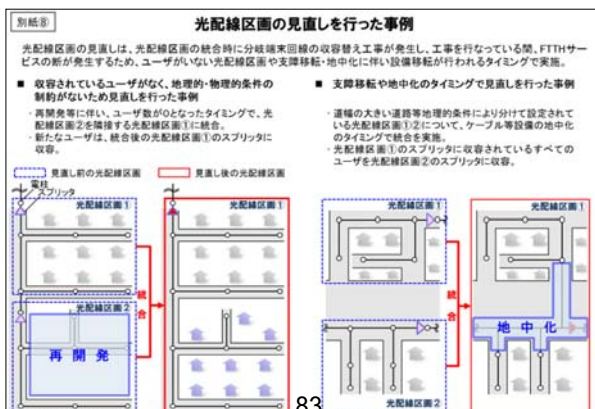 別紙⑧
光配線区画の見直しを行った事例
光配線区画の見直しは、光配線区画の統合時に分岐端末回線の収容替え工事が発生し、工事を行なっている間、FTTHサー
ビスの断が発生するため、ユーザがいない光配線区画や支障移転・地中化に伴い設備移転が行われるタイミングで実施。
■ 収容されているユーザがなく、地理的・物理的条件の
制約がないため見直しを行った事例
・再開発等に伴い、ユーザ数が0となったタイミングで、光
配線区画②を隣接する光配線区画①に統合。
・新たなユーザは、統合後の光配線区画①のスプリッタに
収容。
■ 支障移転や地中化のタイミングで見直しを行った事例
・道幅の大きい道路等地理的条件により分けて設定されて
いる光配線区画①②について、ケーブル等設備の地中化
のタイミングで統合を実施。
・光配線区画①のスプリッタに収容されているすべての
ユーザを光配線区画②のスプリッタに収容。
見直し前の光配線区画
見直し後の光配線区画
電柱
スプリッタ
光配線区画1
光配線区画1
光配線区画2
再開発
統合
光配線区画1
光配線区画1
統合
地中化
光配線区画2
83